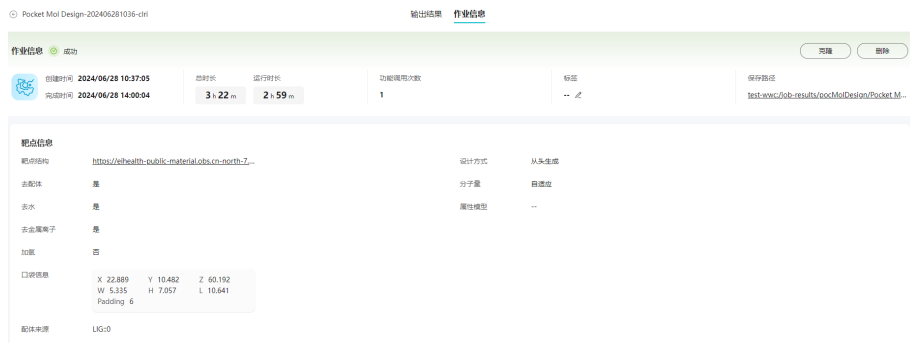 Pocket Mol Design-202406281036-clrl
输出结果 作业信息
作业信息 成功 克隆 删除
创建时间 2024/06/28 10:37:05
完成时间 2024/06/28 14:00:04
总时长 运行时长 功能调用次数 标签 保存路径
3 h 22 m 2 h 59 m 1 -- test-wwc:/job-results/pocMolDesign/Pocket M...
靶点信息
靶点结构 https://eihealth-public-material.obs.cn-north-7.... 设计方式 从头生成
去配体 是 分子量 自适应
去水 是 属性模型 --
去金属离子 是
加氢 否
口袋信息 X 22.889 Y 10.482 Z 60.192
W 5.335 H 7.057 L 10.641
Padding 6
配体来源 LIG::0